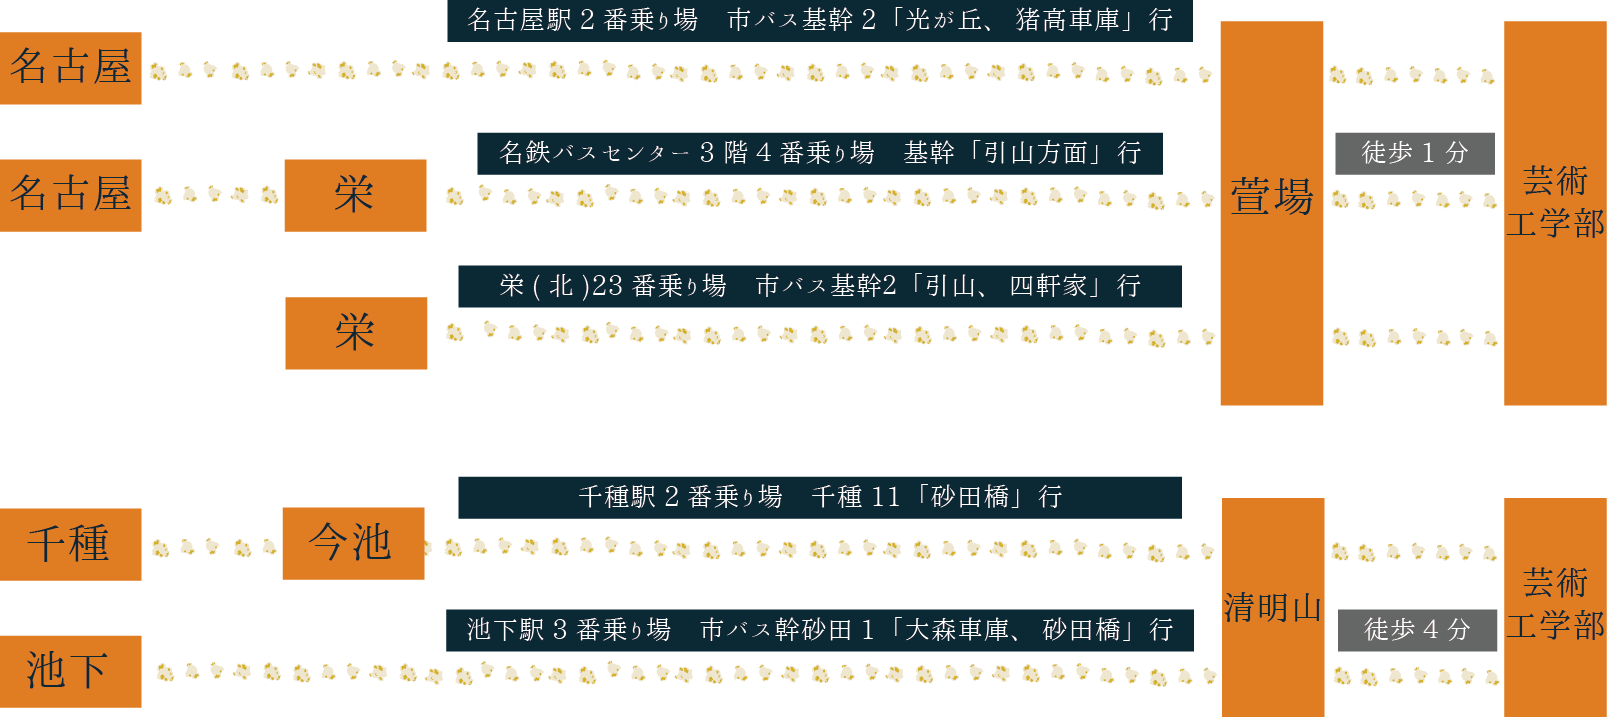 名古屋駅 2 番乗り場　市バス基幹 2「光が丘、猪高車庫」行
名古屋
名鉄バスセンター 3 階 4 番乗り場　基幹「引山方面」行
徒歩 1 分
名古屋
栄
萱場
芸術
工学部
栄 ( 北 )23 番乗り場　市バス基幹2「引山、四軒家」行
栄
千種駅 2 番乗り場　千種 11「砂田橋」行
千種
今池
清明山
芸術
工学部
池下駅 3 番乗り場　市バス幹砂田 1「大森車庫、砂田橋」行
徒歩 4 分
池下